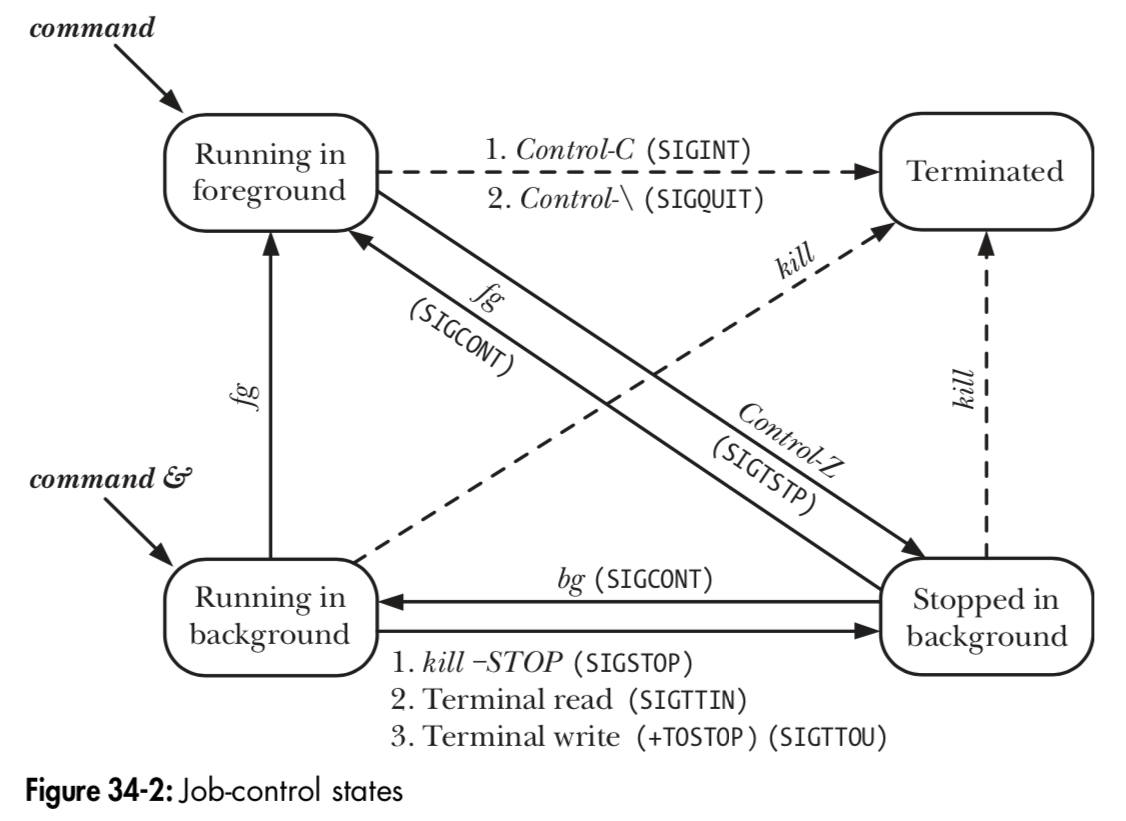 command
Running in
foreground
1. Control-C (SIGINT)
2. Control-\ (SIGQUIT)
Terminated
kill
fg
(SIGCONT)
fg
kill
Control-Z
(SIGTSTP)
command &
Running in
background
bg (SIGCONT)
Stopped in
background
1. kill –STOP (SIGSTOP)
2. Terminal read (SIGTTIN)
3. Terminal write (+TOSTOP) (SIGTTOU)
Figure 34-2: Job-control states